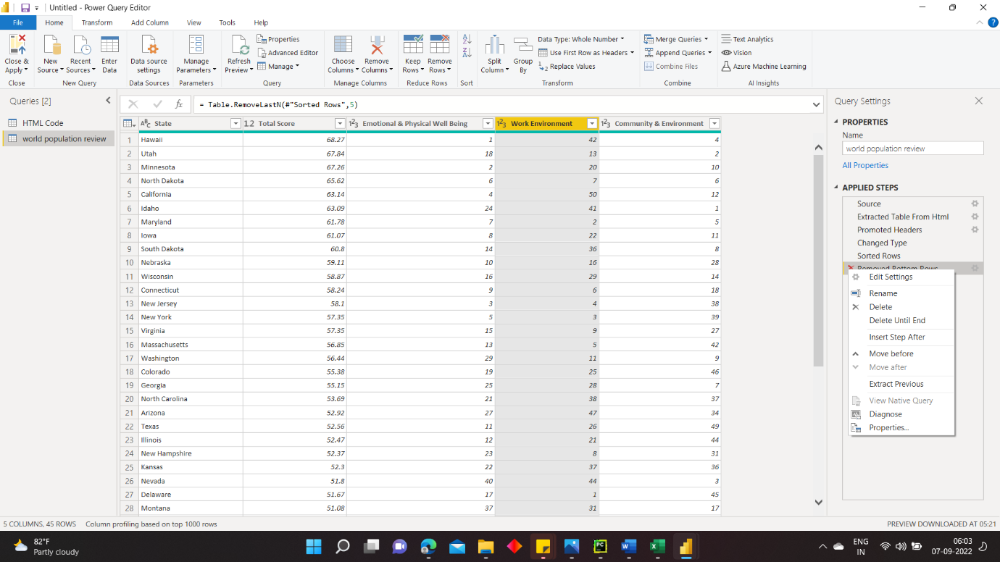 Untitled - Power Query Editor
File Home Transform Add Column View Tools Help
Close & Apply
Close
New Source
Recent Sources
Enter Data
New Query
Data source settings
Data Sources
Manage Parameters
Parameters
Refresh Preview
Properties
Advanced Editor
Manage
Query
Choose Columns
Remove Columns
Manage Columns
Keep Rows
Remove Rows
Reduce Rows
Sort
Split Column
Group By
Data Type: Whole Number
Use First Row as Headers
Replace Values
Transform
Merge Queries
Append Queries
Combine Files
Combine
Text Analytics
Vision
Azure Machine Learning
AI Insights
Queries [2]
HTML Code
world population review
fx = Table.RemoveLastN(#"Sorted Rows",5)
ABC State 1.2 Total Score 123 Emotional & Physical Well Being 123 Work Environment 123 Community & Environment
1 Hawaii 68.27 1 42 4
2 Utah 67.84 18 13 2
3 Minnesota 67.26 2 20 10
4 North Dakota 65.62 6 7 6
5 California 63.14 4 50 12
6 Idaho 63.09 24 41 1
7 Maryland 61.78 7 2 5
8 Iowa 61.07 8 22 11
9 South Dakota 60.8 14 36 8
10 Nebraska 59.11 10 16 28
11 Wisconsin 58.87 16 29 14
12 Connecticut 58.24 9 6 18
13 New Jersey 58.1 3 4 38
14 New York 57.35 5 3 39
15 Virginia 57.35 15 9 27
16 Massachusetts 56.85 13 5 42
17 Washington 56.44 29 11 9
18 Colorado 55.38 19 25 46
19 Georgia 55.15 25 28 7
20 North Carolina 53.69 21 38 37
21 Arizona 52.92 27 47 34
22 Texas 52.56 11 26 49
23 Illinois 52.47 12 21 44
24 New Hampshire 52.37 23 8 31
25 Kansas 52.3 22 37 36
26 Nevada 51.8 40 44 3
27 Delaware 51.67 17 1 45
28 Montana 51.08 37 31 17
Query Settings
PROPERTIES
Name
world population review
All Properties
APPLIED STEPS
Source
Extracted Table From Html
Promoted Headers
Changed Type
Sorted Rows
Removed Bottom Rows
Edit Settings
Rename
Delete
Delete Until End
Insert Step After
Move before
Move after
Extract Previous
View Native Query
Diagnose
Properties...
5 COLUMNS, 45 ROWS Column profiling based on top 1000 rows
PREVIEW DOWNLOADED AT 05:21
82°F
Partly cloudy
ENG
IN
06:03
07-09-2022